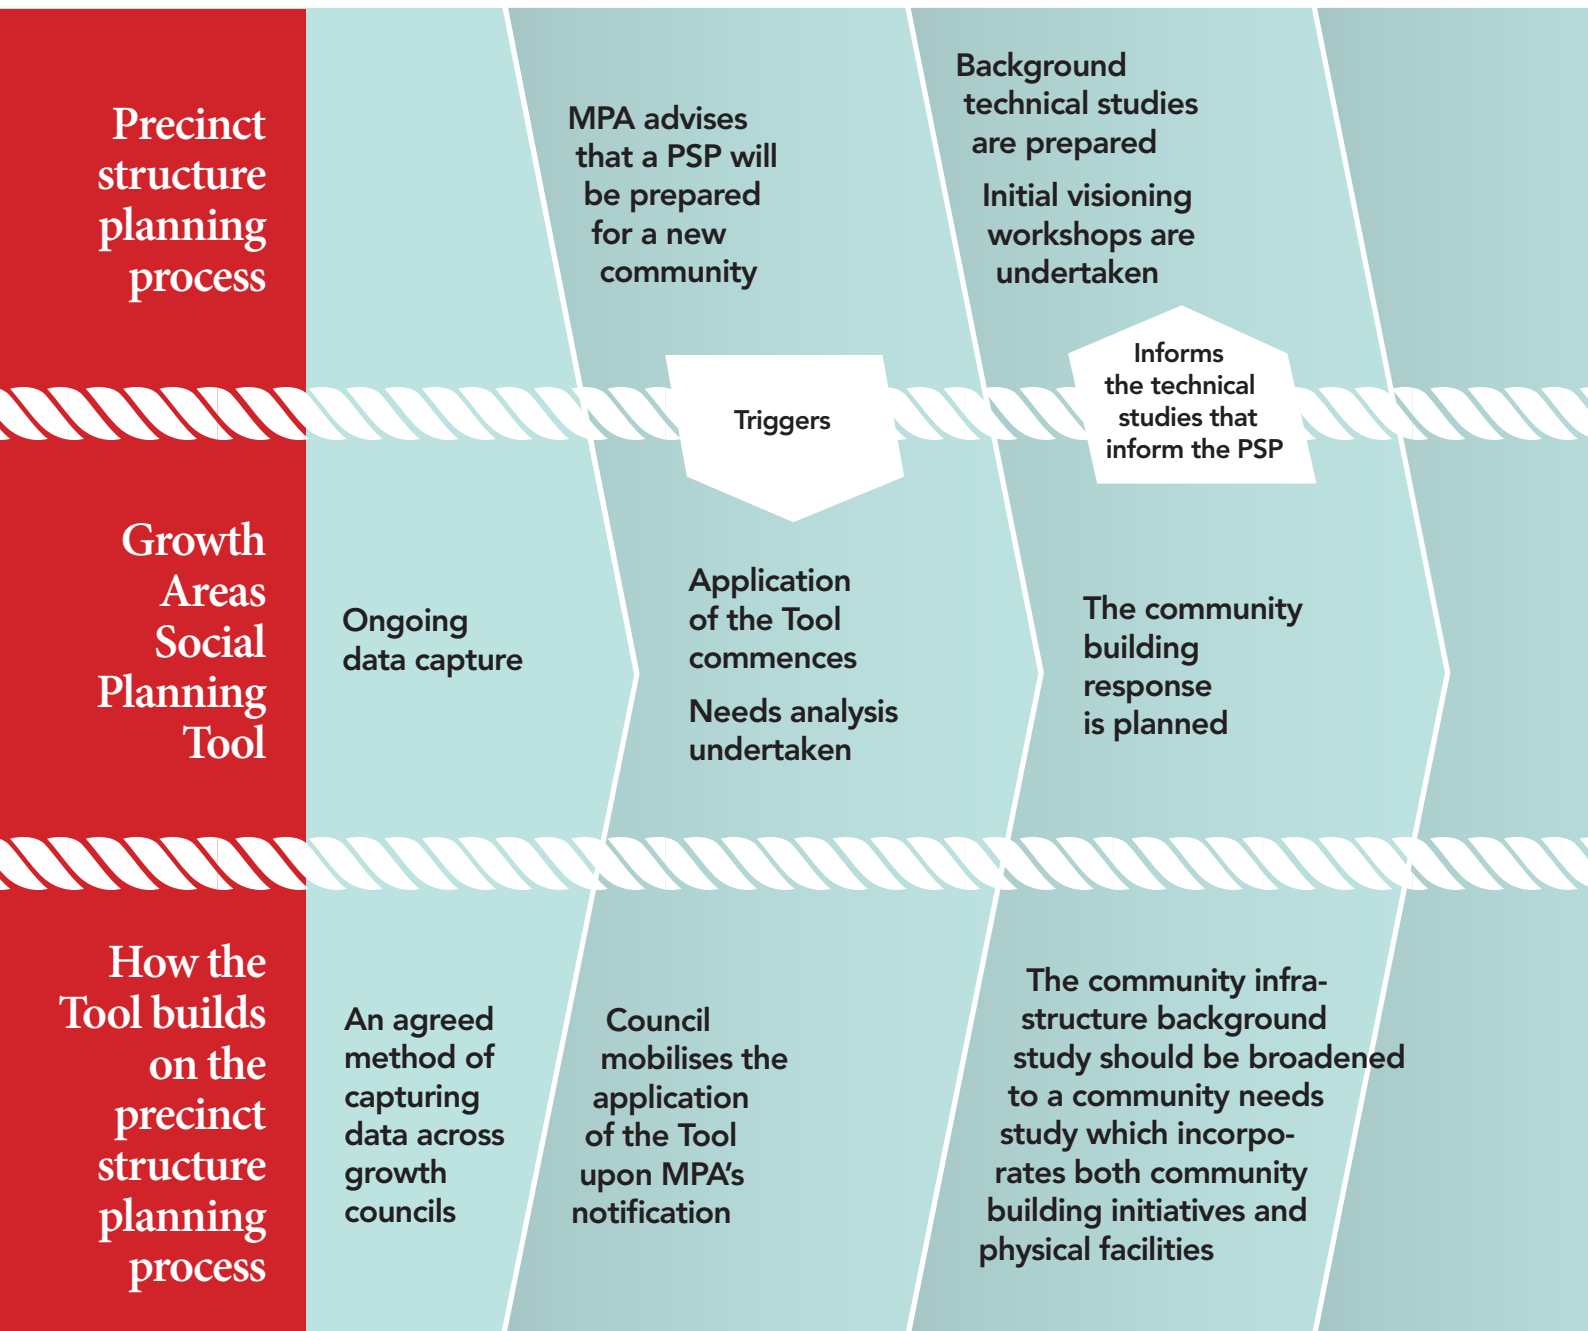 Precinct
structure
planning
process
MPA advises
that a PSP will
be prepared
for a new
community
Background
technical studies
are prepared
Initial visioning
workshops are
undertaken
Triggers
Informs
the technical
studies that
inform the PSP
Growth
Areas
Social
Planning
Tool
Ongoing
data capture
Application
of the Tool
commences
Needs analysis
undertaken
The community
building
response
is planned
How the
Tool builds
on the
precinct
structure
planning
process
An agreed
method of
capturing
data across
growth
councils
Council
mobilises the
application
of the Tool
upon MPA’s
notification
The community infra-
structure background
study should be broadened
to a community needs
study which incorpo-
rates both community
building initiatives and
physical facilities